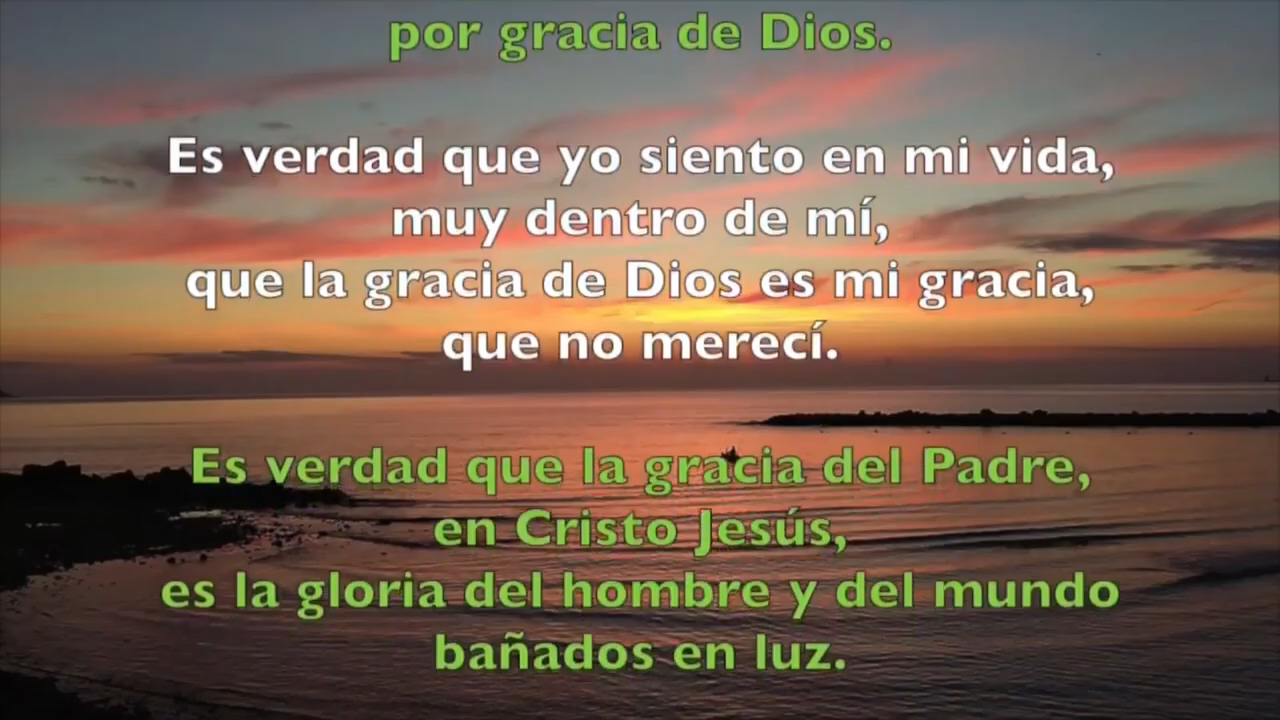 por gracia de Dios.
Es verdad que yo siento en mi vida,
muy dentro de mí,
que la gracia de Dios es mi gracia,
que no merecí.
Es verdad que la gracia del Padre,
en Cristo Jesús,
es la gloria del hombre y del mundo
bañados en luz.